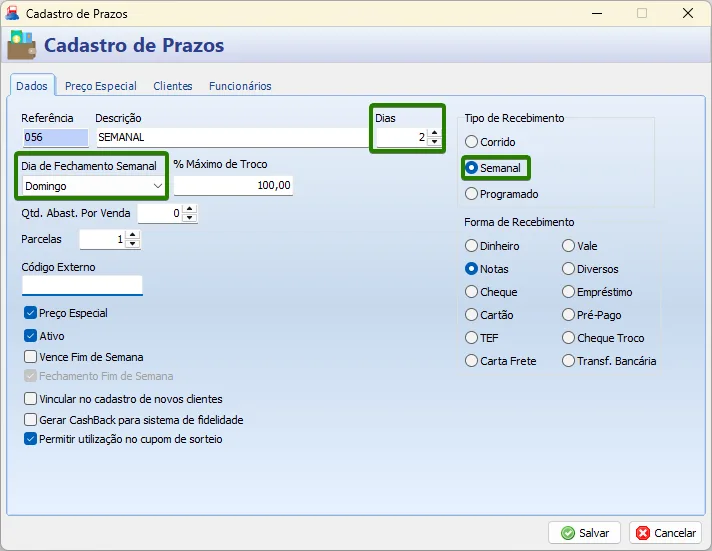 Cadastro de Prazos
Cadastro de Prazos
Dados Preço Especial Clientes Funcionários
Referência Descrição Dias
056 SEMANAL 2
Dia de Fechamento Semanal % Máximo de Troco
Domingo 100,00
Qtd. Abast. Por Venda 0
Parcelas 1
Código Externo
Preço Especial
Ativo
Vence Fim de Semana
Fechamento Fim de Semana
Vincular no cadastro de novos clientes
Gerar CashBack para sistema de fidelidade
Permitir utilização no cupom de sorteio
Tipo de Recebimento
Corrido
Semanal
Programado
Forma de Recebimento
Dinheiro Vale
Notas Diversos
Cheque Empréstimo
Cartão Pré-Pago
TEF Cheque Troco
Carta Frete Transf. Bancária
Salvar Cancelar